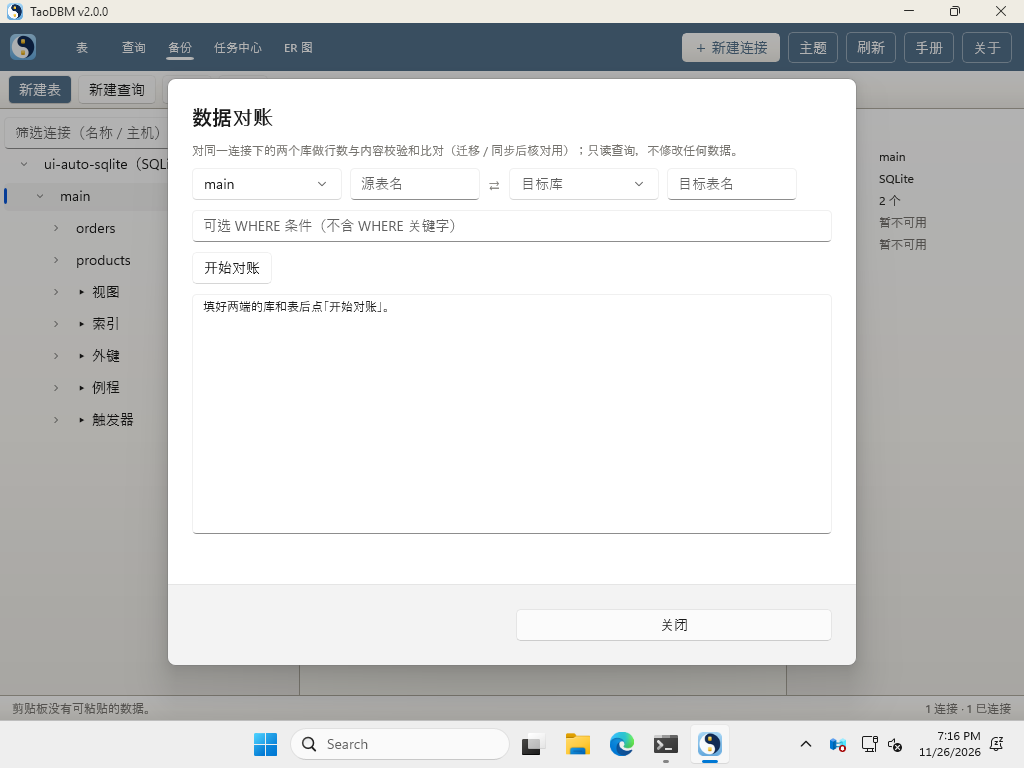 TaoDBM v2.0.0
表 查询 备份 任务中心 ER 图 + 新建连接 主题 刷新 手册 关于
新建表 新建查询
筛选连接（名称 / 主机）
ui-auto-sqlite（SQLi
main
orders
products
▸ 视图
▸ 索引
▸ 外键
▸ 例程
▸ 触发器
数据对账
对同一连接下的两个库做行数与内容校验和比对（迁移 / 同步后核对用）；只读查询，不修改任何数据。
main 源表名 ⇄ 目标库 目标表名
可选 WHERE 条件（不含 WHERE 关键字）
开始对账
填好两端的库和表后点「开始对账」。
关闭
main
SQLite
2 个
暂不可用
暂不可用
剪贴板没有可粘贴的数据。
1 连接 · 1 已连接
Search
7:16 PM
11/26/2026